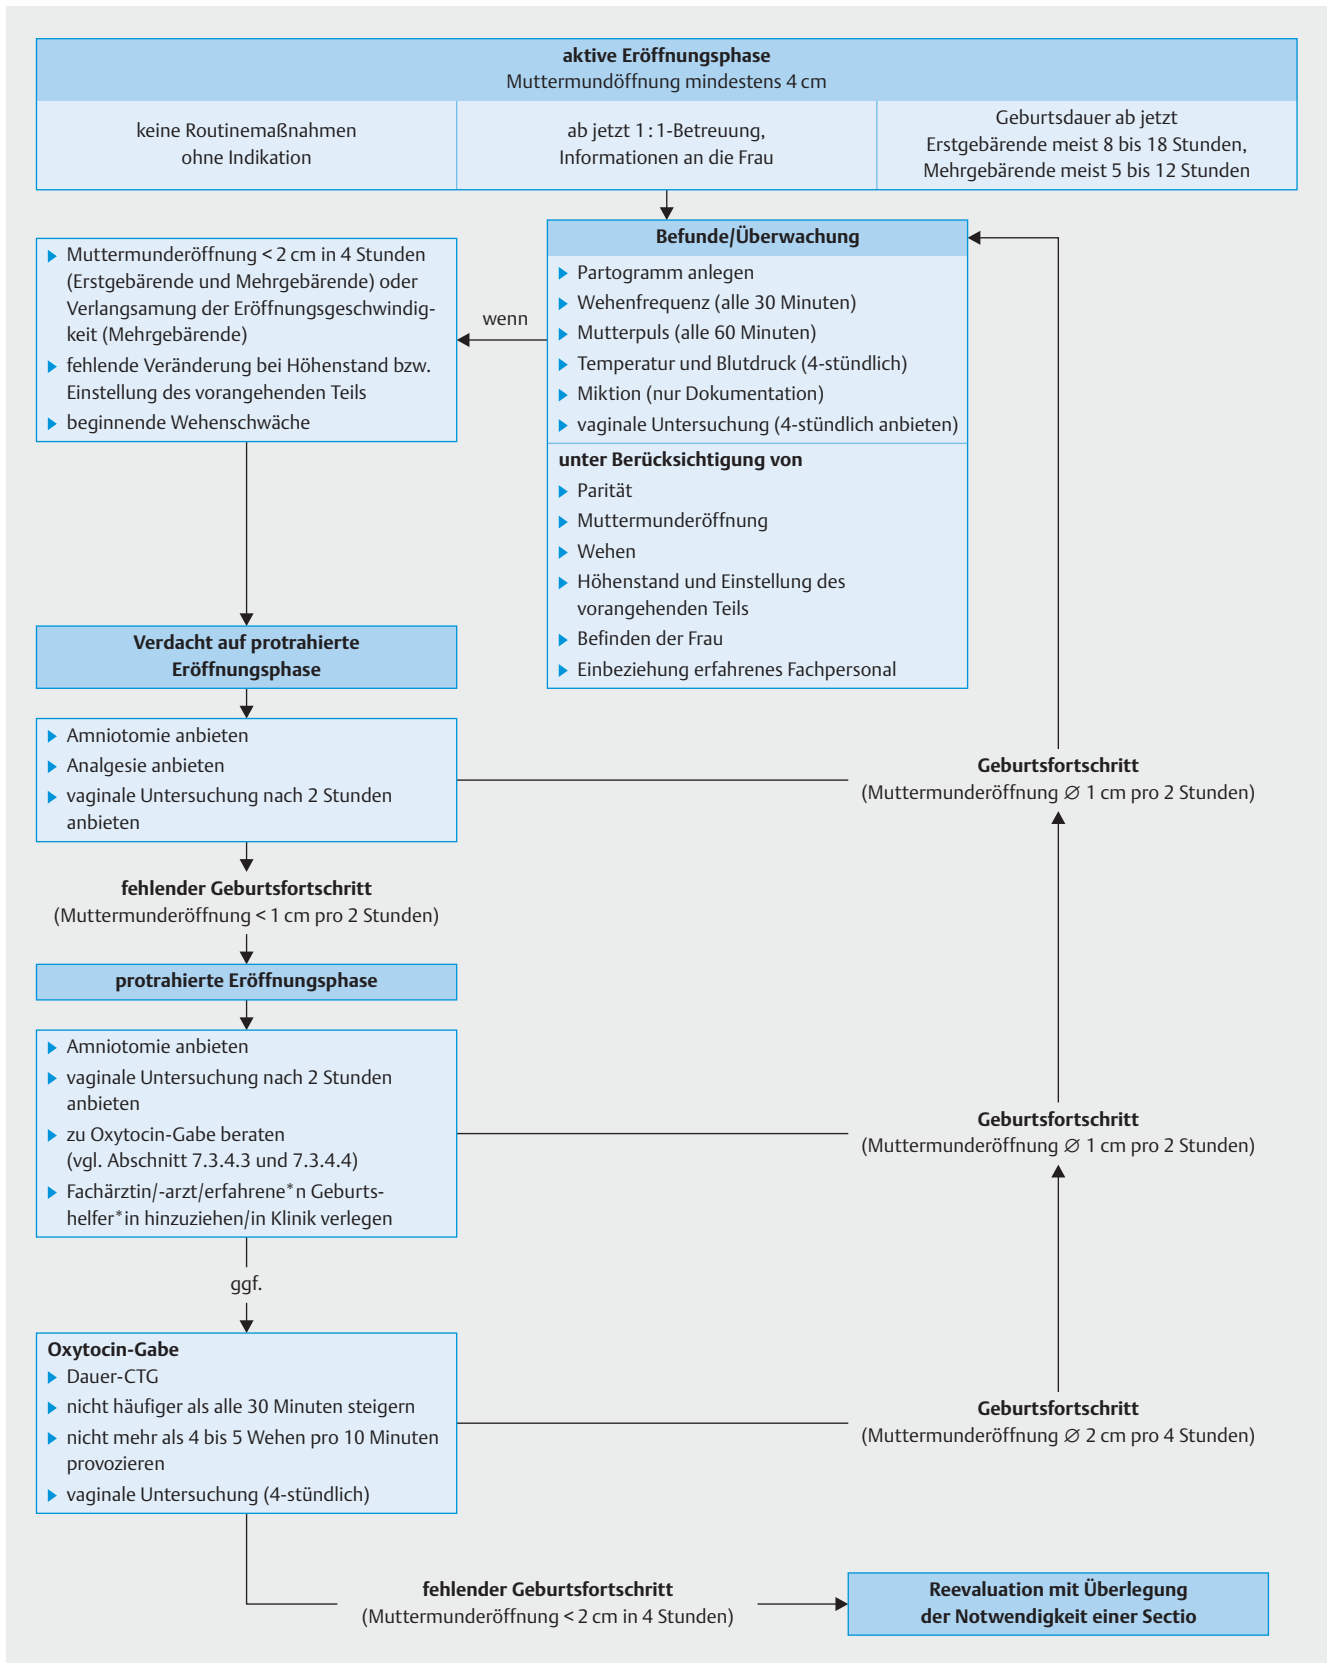 aktive Eröffnungsphase
Muttermundöffnung mindestens 4 cm
keine Routinemaßnahmen
ohne Indikation
ab jetzt 1 : 1-Betreuung,
Informationen an die Frau
Geburtsdauer ab jetzt
Erstgebärende meist 8 bis 18 Stunden,
Mehrgebärende meist 5 bis 12 Stunden
Befunde/Überwachung
Partogramm anlegen
Wehenfrequenz (alle 30 Minuten)
Mutterpuls (alle 60 Minuten)
Temperatur und Blutdruck (4-stündlich)
Miktion (nur Dokumentation)
vaginale Untersuchung (4-stündlich anbieten)
unter Berücksichtigung von
Parität
Muttermunderöffnung
Wehen
Höhenstand und Einstellung des
vorangehenden Teils
Befinden der Frau
Einbeziehung erfahrenes Fachpersonal
wenn
Muttermunderöffnung < 2 cm in 4 Stunden
(Erstgebärende und Mehrgebärende) oder
Verlangsamung der Eröffnungsgeschwindig-
keit (Mehrgebärende)
fehlende Veränderung bei Höhenstand bzw.
Einstellung des vorangehenden Teils
beginnende Wehenschwäche
Verdacht auf protrahierte
Eröffnungsphase
Amniotomie anbieten
Analgesie anbieten
vaginale Untersuchung nach 2 Stunden
anbieten
Geburtsfortschritt
(Muttermunderöffnung ∅ 1 cm pro 2 Stunden)
fehlender Geburtsfortschritt
(Muttermunderöffnung < 1 cm pro 2 Stunden)
protrahierte Eröffnungsphase
Amniotomie anbieten
vaginale Untersuchung nach 2 Stunden
anbieten
zu Oxytocin-Gabe beraten
(vgl. Abschnitt 7.3.4.3 und 7.3.4.4)
Fachärztin/-arzt/erfahrene*n Geburts-
helfer*in hinzuziehen/in Klinik verlegen
Geburtsfortschritt
(Muttermunderöffnung ∅ 1 cm pro 2 Stunden)
ggf.
Oxytocin-Gabe
Dauer-CTG
nicht häufiger als alle 30 Minuten steigern
nicht mehr als 4 bis 5 Wehen pro 10 Minuten
provozieren
vaginale Untersuchung (4-stündlich)
Geburtsfortschritt
(Muttermunderöffnung ∅ 2 cm pro 4 Stunden)
fehlender Geburtsfortschritt
(Muttermunderöffnung < 2 cm in 4 Stunden)
Reevaluation mit Überlegung
der Notwendigkeit einer Sectio